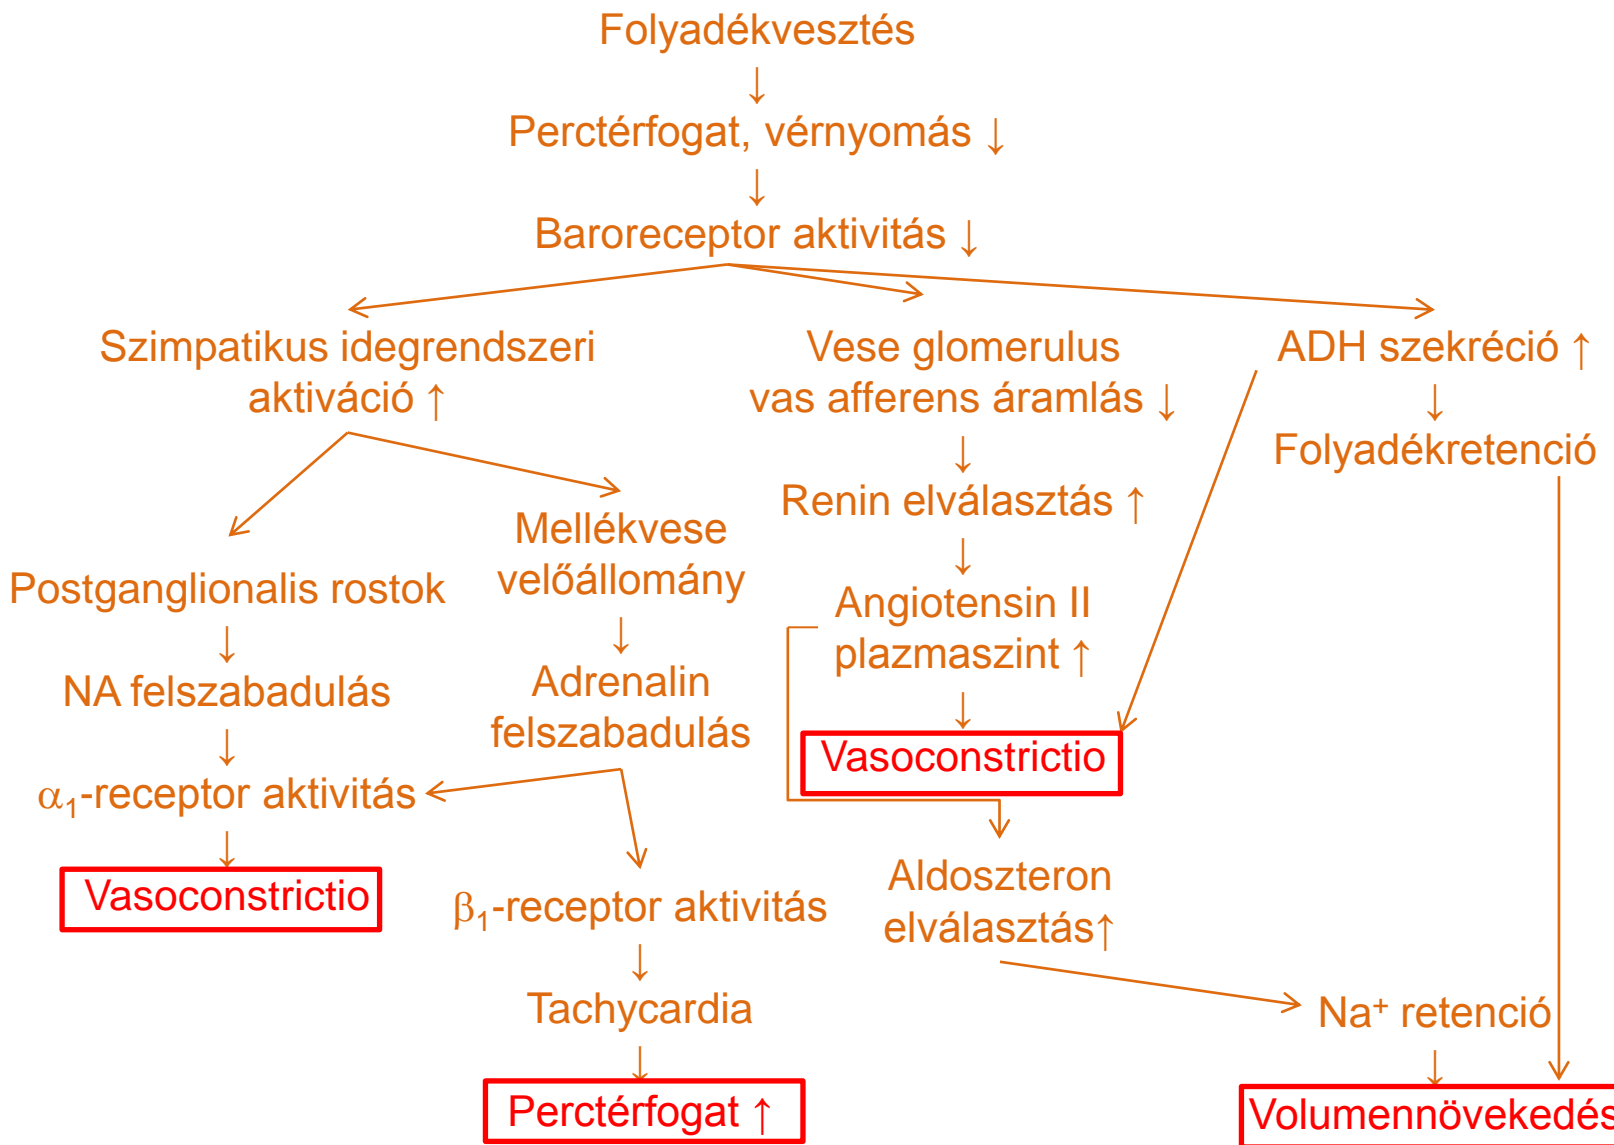 Folyadékvesztés
↓
Perctérfogat, vérnyomás ↓
↓
Baroreceptor aktivitás ↓
Szimpatikus idegrendszeri
aktiváció ↑
Vese glomerulus
vas afferens áramlás ↓
ADH szekréció ↑
↓
Folyadékretenció
↓
Renin elválasztás ↑
Mellékvese
velőállomány
↓
Postganglionalis rostok
Angiotensin II
plazmaszint ↑
↓
↓
NA felszabadulás
Adrenalin
felszabadulás
↓
↓
Vasoconstrictio
α₁-receptor aktivitás
↓
Vasoconstrictio
β₁-receptor aktivitás
Aldoszteron
elválasztás↑
↓
Tachycardia
Na⁺ retenció
↓
↓
Perctérfogat ↑
Volumennövekedés